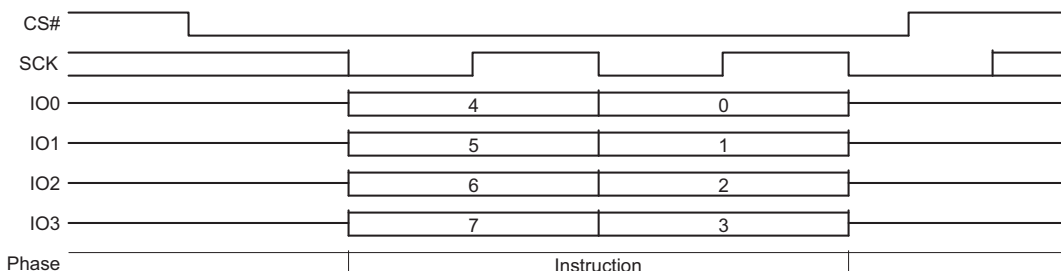 CS#
SCK
IO0 4 0
IO1 5 1
IO2 6 2
IO3 7 3
Phase Instruction